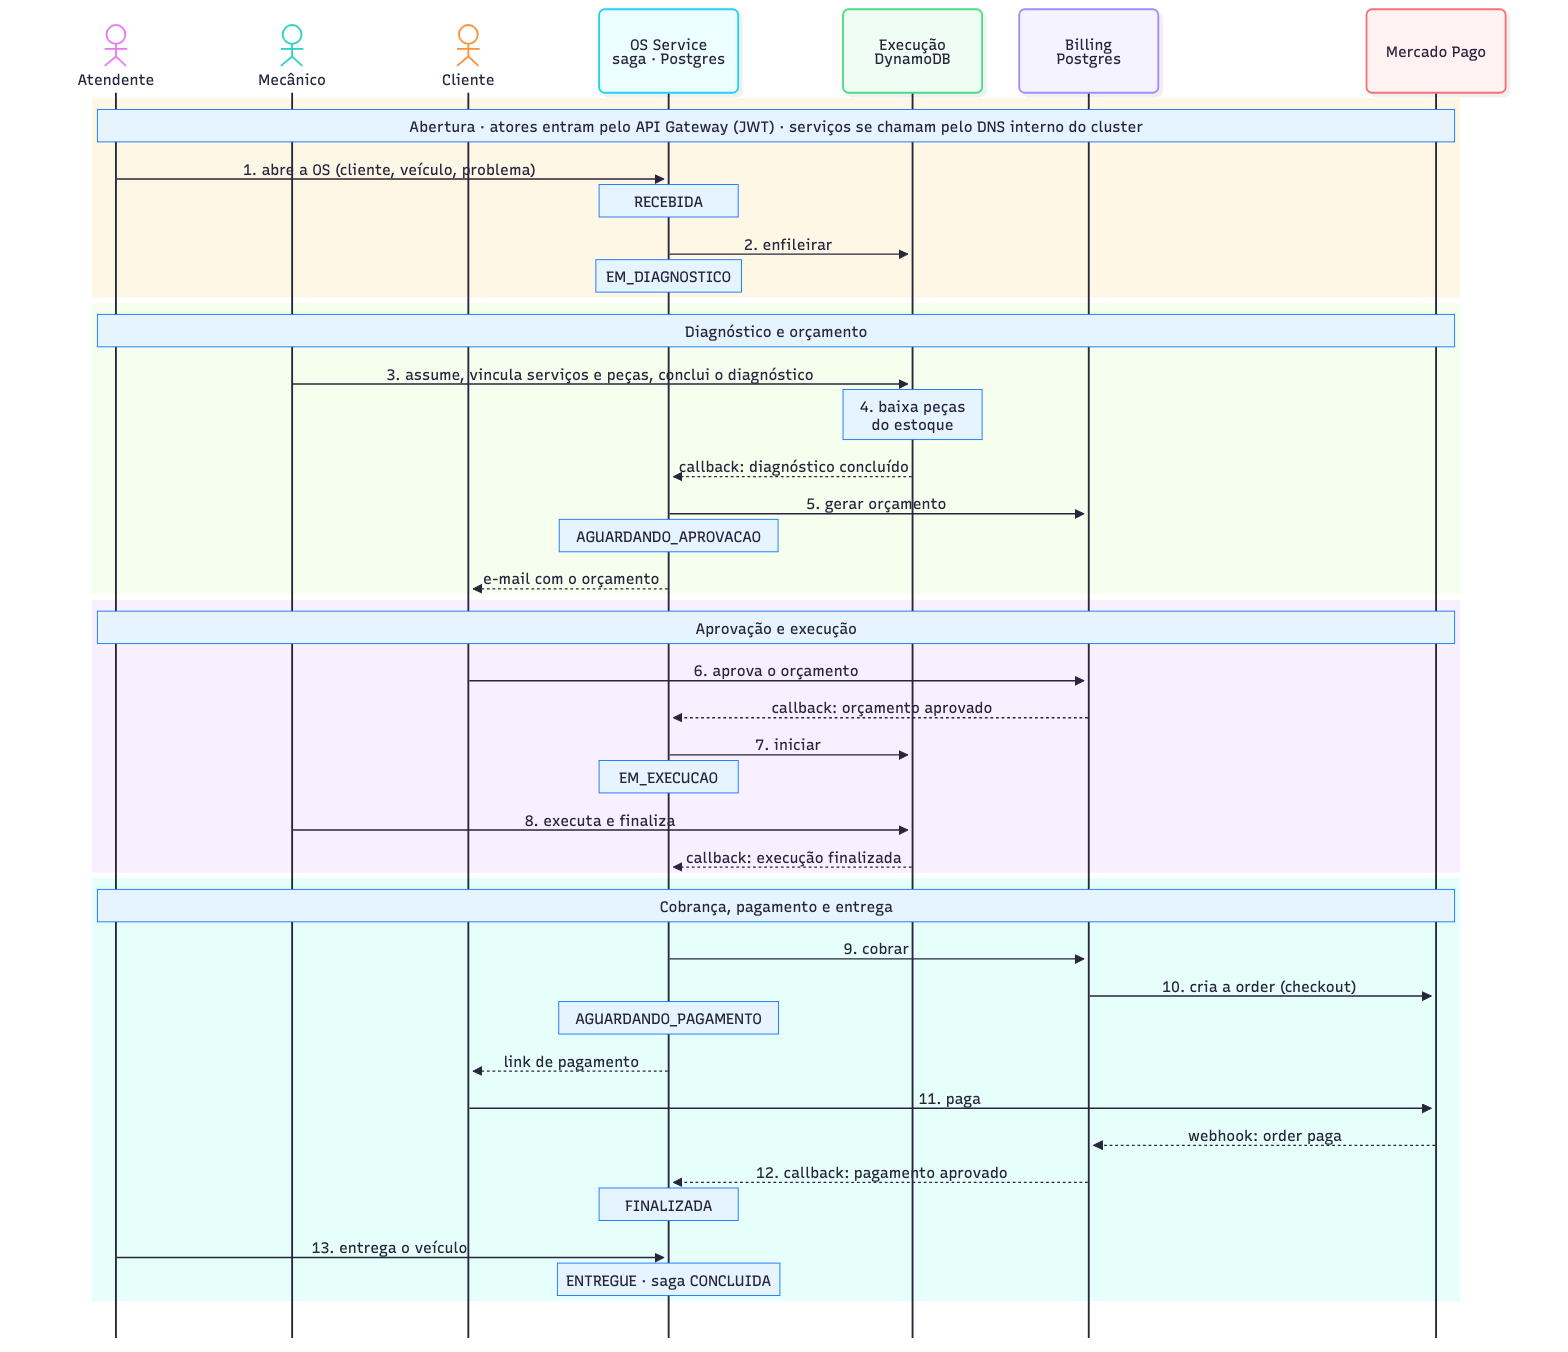 Atendente
Mecânico
Cliente
OS Service
saga · Postgres
Execução
DynamoDB
Billing
Postgres
Mercado Pago
Abertura · atores entram pelo API Gateway (JWT) · serviços se chamam pelo DNS interno do cluster
1. abre a OS (cliente, veículo, problema)
RECEBIDA
2. enfileirar
EM_DIAGNOSTICO
Diagnóstico e orçamento
3. assume, vincula serviços e peças, conclui o diagnóstico
4. baixa peças
do estoque
callback: diagnóstico concluído
5. gerar orçamento
AGUARDANDO_APROVACAO
e-mail com o orçamento
Aprovação e execução
6. aprova o orçamento
callback: orçamento aprovado
7. iniciar
EM_EXECUCAO
8. executa e finaliza
callback: execução finalizada
Cobrança, pagamento e entrega
9. cobrar
10. cria a order (checkout)
AGUARDANDO_PAGAMENTO
link de pagamento
11. paga
webhook: order paga
12. callback: pagamento aprovado
FINALIZADA
13. entrega o veículo
ENTREGUE · saga CONCLUIDA